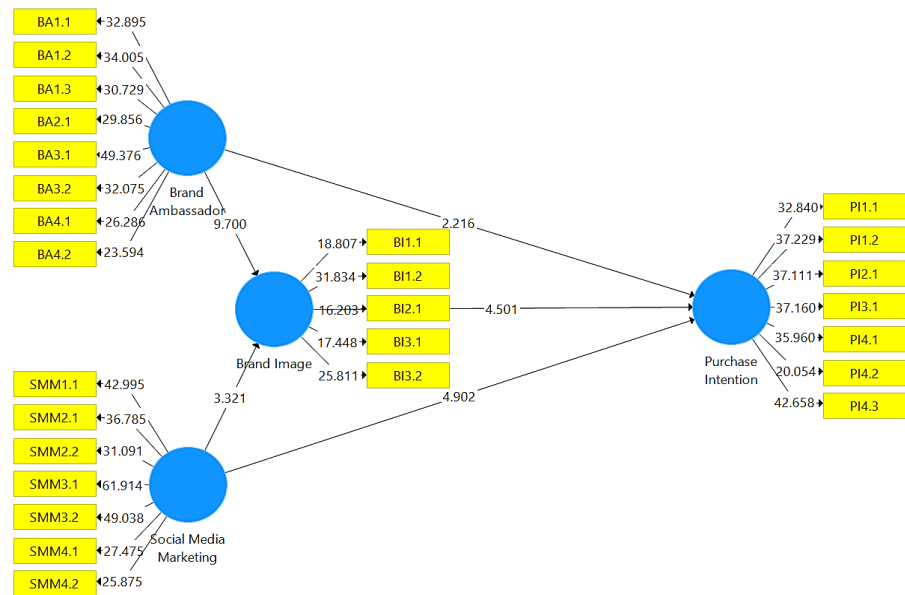 BA1.1 32.895
BA1.2 34.005
BA1.3 30.729
BA2.1 29.856
BA3.1 49.376
BA3.2 32.075
BA4.1 26.286
BA4.2 23.594
Brand
Ambassador
9.700
2.216
18.807 BI1.1
31.834 BI1.2
16.203 BI2.1
17.448 BI3.1
25.811 BI3.2
Brand Image
4.501
3.321
4.902
SMM1.1 42.995
SMM2.1 36.785
SMM2.2 31.091
SMM3.1 61.914
SMM3.2 49.038
SMM4.1 27.475
SMM4.2 25.875
Social Media
Marketing
32.840 PI1.1
37.229 PI1.2
37.111 PI2.1
37.160 PI3.1
35.960 PI4.1
20.054 PI4.2
42.658 PI4.3
Purchase
Intention